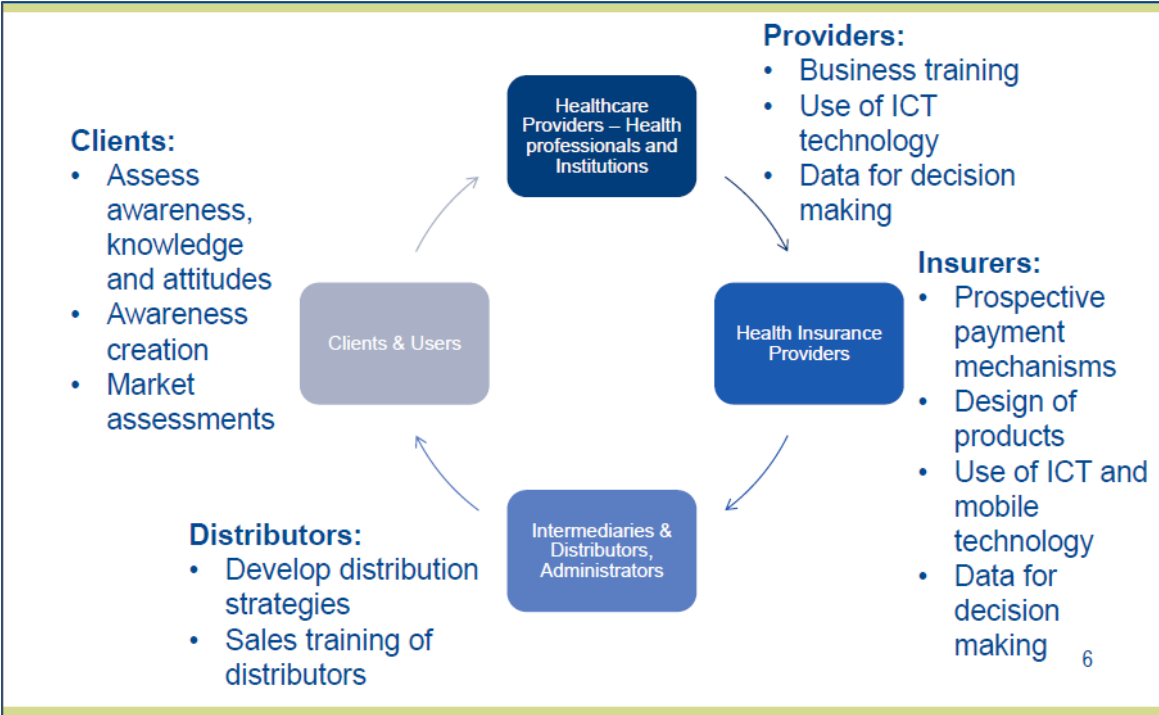 Providers:
• Business training
• Use of ICT
technology
• Data for decision
making
Healthcare
Providers – Health
professionals and
Institutions
Clients:
• Assess
awareness,
knowledge
and attitudes
• Awareness
creation
• Market
assessments
Clients & Users
Health Insurance
Providers
Insurers:
• Prospective
payment
mechanisms
• Design of
products
• Use of ICT and
mobile
technology
• Data for
decision
making
Intermediaries &
Distributors,
Administrators
Distributors:
• Develop distribution
strategies
• Sales training of
distributors
6